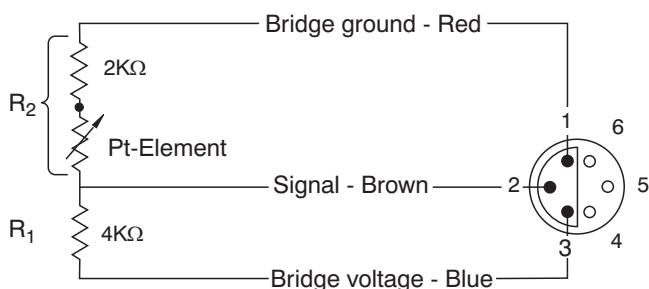 Bridge ground - Red
2KΩ
R2
Pt-Element
1
6
Signal - Brown
2
5
R1
4KΩ
3
4
Bridge voltage - Blue